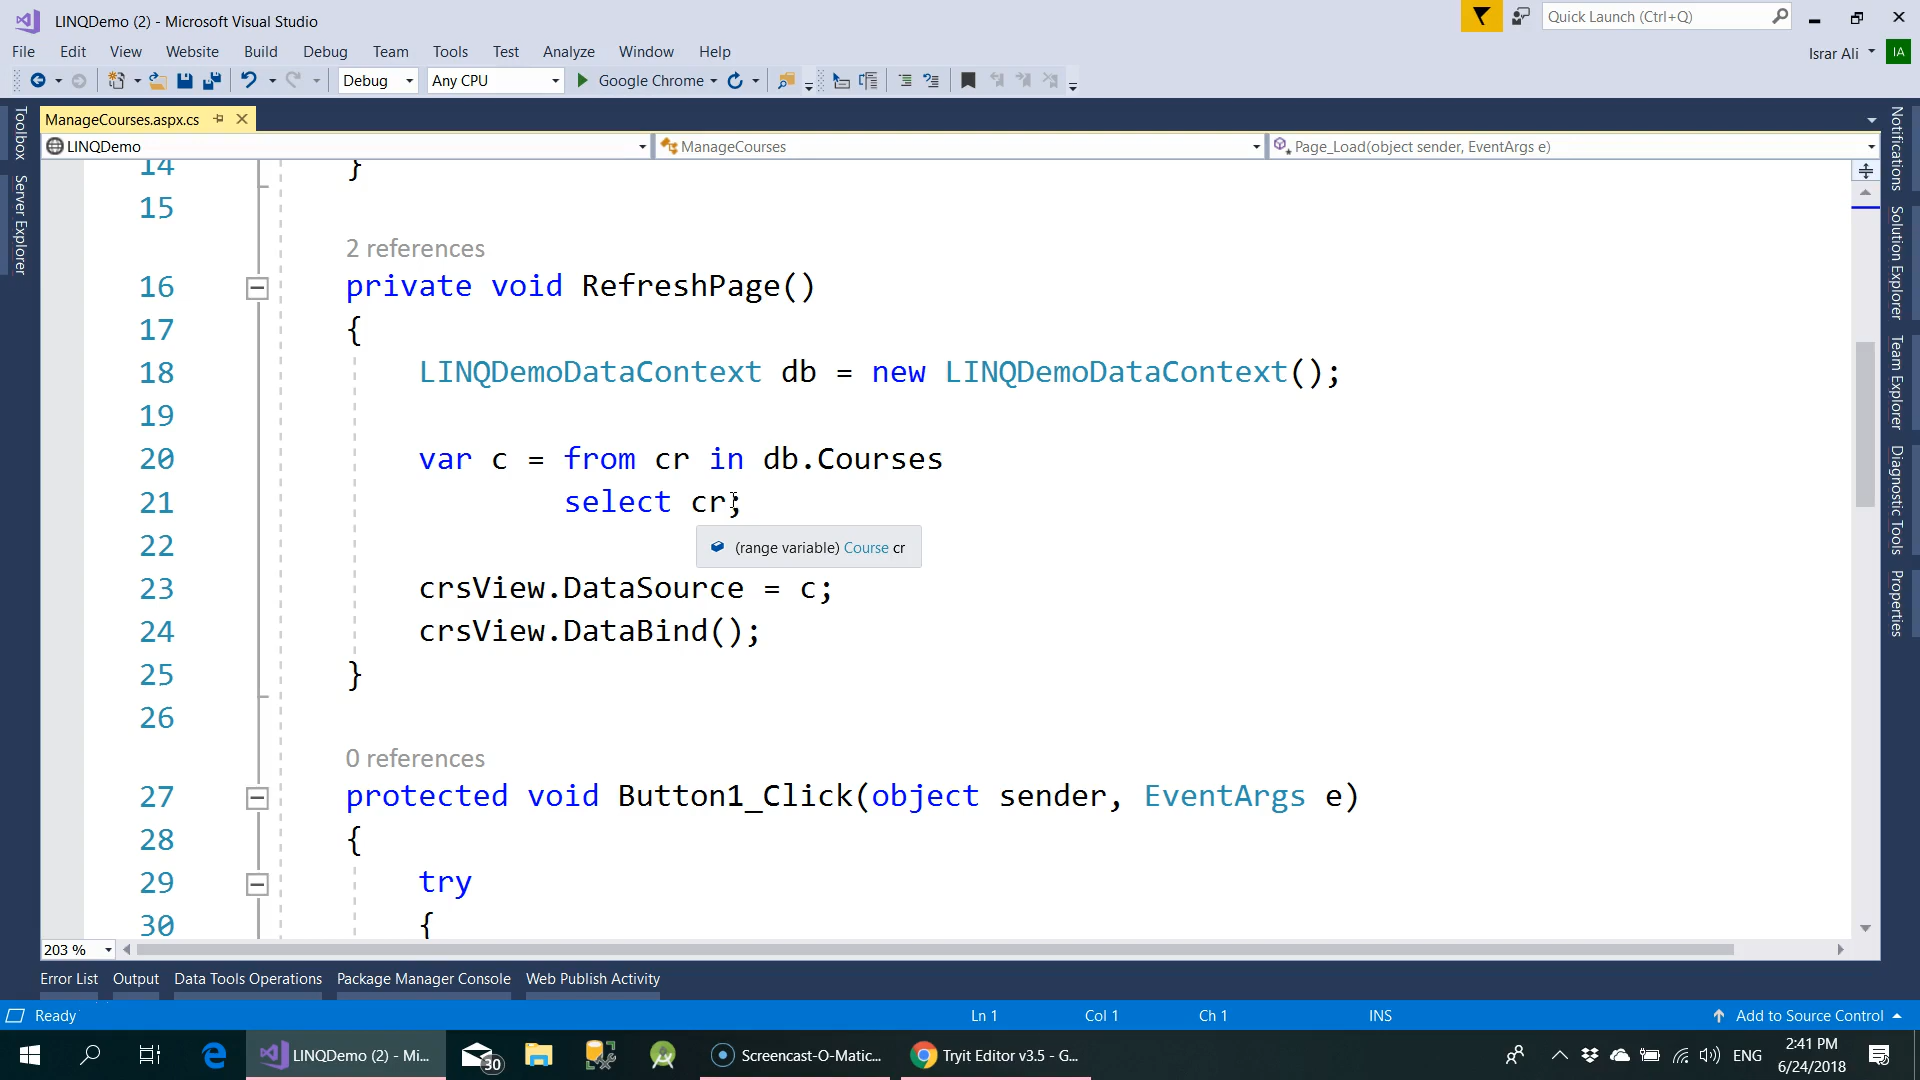 LINQDemo (2) - Microsoft Visual Studio
Quick Launch (Ctrl+Q)
File Edit View Website Build Debug Team Tools Test Analyze Window Help
Israr Ali IA
Debug Any CPU Google Chrome
ManageCourses.aspx.cs
LINQDemo ManageCourses Page_Load(object sender, EventArgs e)
Toolbox
Server Explorer
14 }
15
2 references
16 private void RefreshPage()
17 {
18 LINQDemoDataContext db = new LINQDemoDataContext();
19
20 var c = from cr in db.Courses
21 select cr;
22 (range variable) Course cr
23 crsView.DataSource = c;
24 crsView.DataBind();
25 }
26
0 references
27 protected void Button1_Click(object sender, EventArgs e)
28 {
29 try
30 {
Notifications
Solution Explorer
Team Explorer
Diagnostic Tools
Properties
203 %
Error List Output Data Tools Operations Package Manager Console Web Publish Activity
Ready Ln 1 Col 1 Ch 1 INS Add to Source Control
LINQDemo (2) - Mi... 30 Screencast-O-Matic... Tryit Editor v3.5 - G... ENG 2:41 PM
6/24/2018